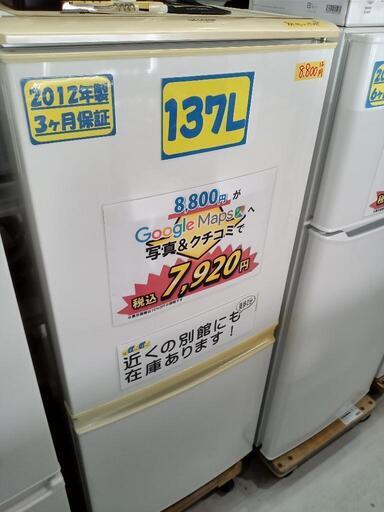 8,800円
2012年製
3ヶ月保証
137L
8,800円が
Google Mapsへ
写真&クチコミで
税込
7,920円
近くの別館にも
在庫あります!